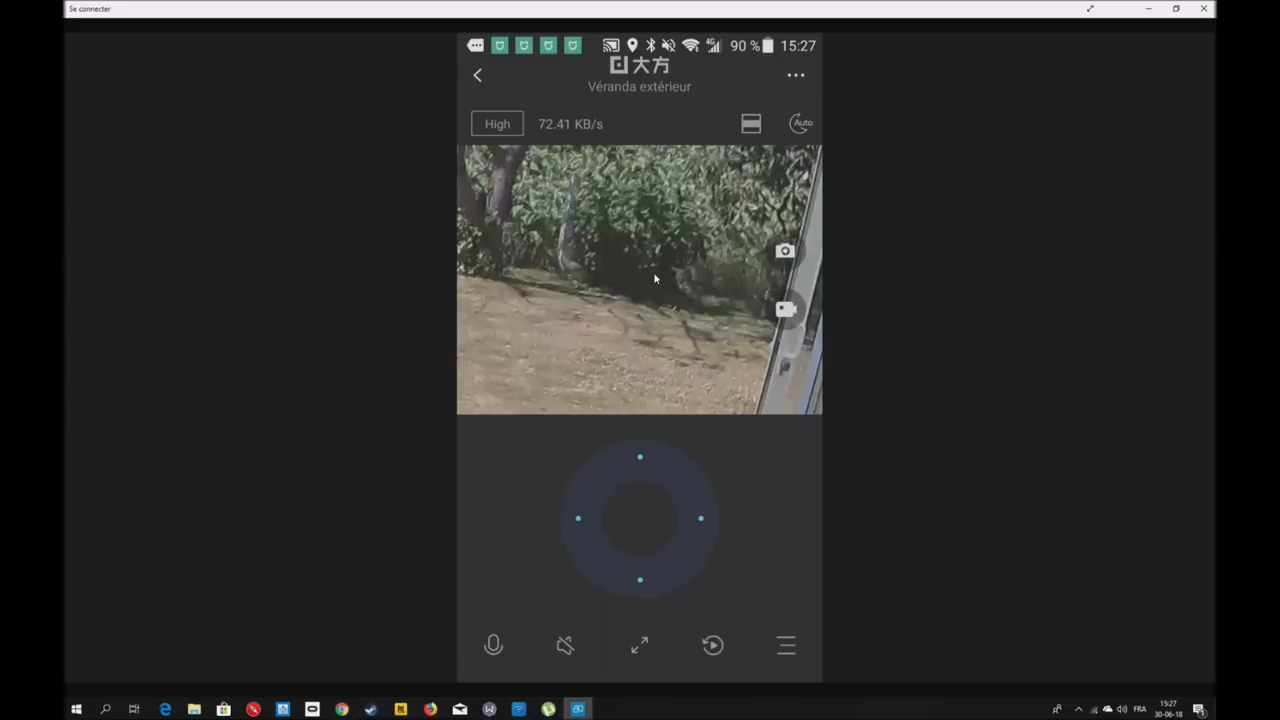 Se connecter
90 % 15:27
大方
Véranda extérieur
High 72.41 KB/s Auto
4G
FRA 15:27
30-06-18